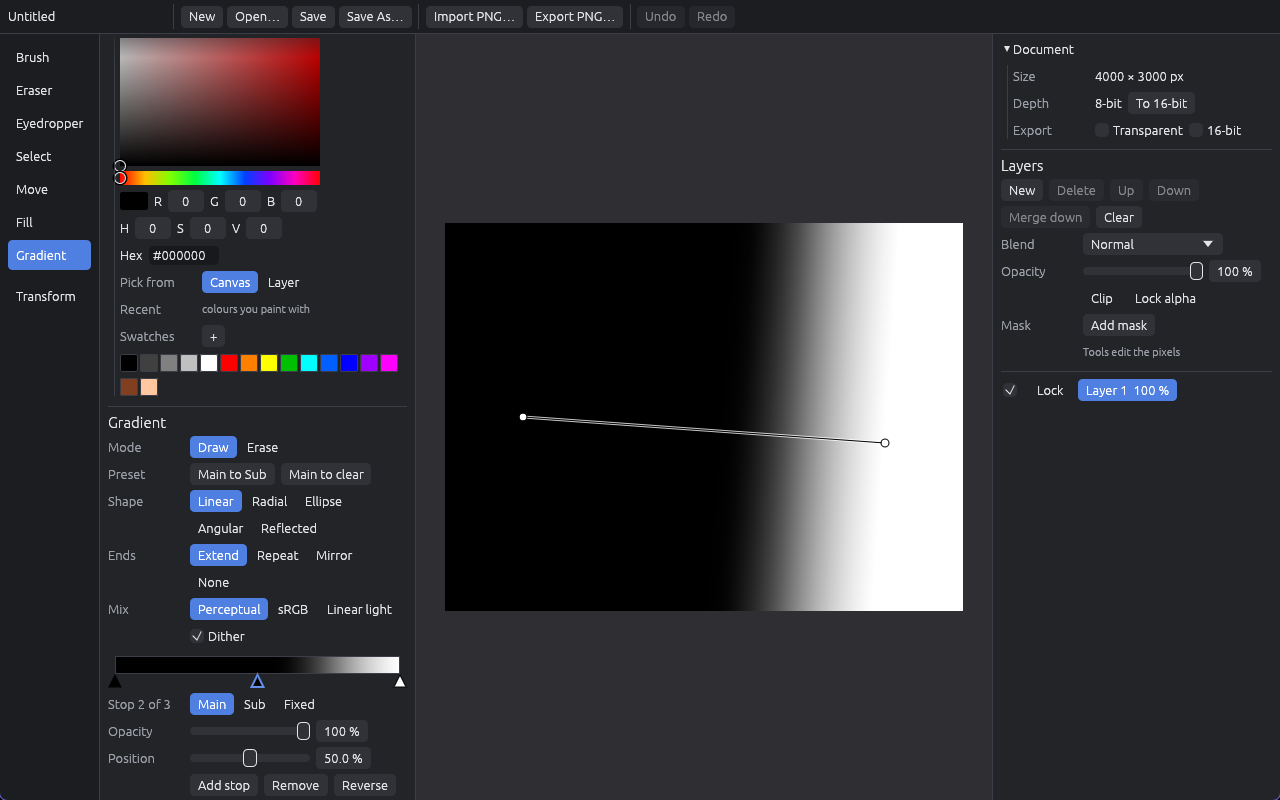 Untitled New Open… Save Save As… Import PNG… Export PNG… Undo Redo
Brush
Eraser
Eyedropper
Select
Move
Fill
Gradient
Transform
R 0 G 0 B 0
H 0 S 0 V 0
Hex #000000
Pick from Canvas Layer
Recent colours you paint with
Swatches +
Gradient
Mode Draw Erase
Preset Main to Sub Main to clear
Shape Linear Radial Ellipse
Angular Reflected
Ends Extend Repeat Mirror
None
Mix Perceptual sRGB Linear light
Dither
Stop 2 of 3 Main Sub Fixed
Opacity 100 %
Position 50.0 %
Add stop Remove Reverse
Document
Size 4000 × 3000 px
Depth 8-bit To 16-bit
Export Transparent 16-bit
Layers
New Delete Up Down
Merge down Clear
Blend Normal
Opacity 100 %
Clip Lock alpha
Mask Add mask
Tools edit the pixels
Lock Layer 1 100 %